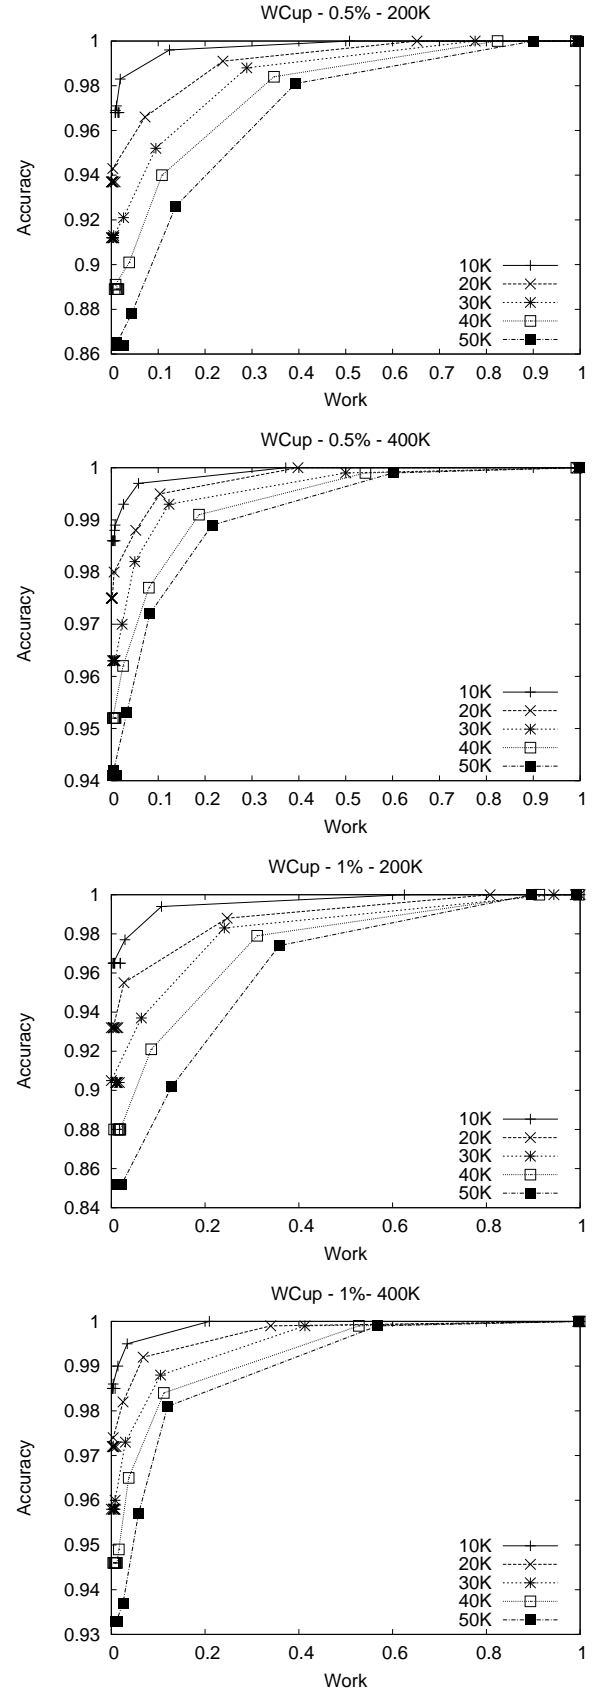 WCup - 0.5% - 200K
1
0.98
0.96
0.94
0.92
0.9
0.88
0.86
Accuracy
10K
20K
30K
40K
50K
0 0.1 0.2 0.3 0.4 0.5 0.6 0.7 0.8 0.9 1
Work
WCup - 0.5% - 400K
1
0.99
0.98
0.97
0.96
0.95
0.94
Accuracy
10K
20K
30K
40K
50K
0 0.1 0.2 0.3 0.4 0.5 0.6 0.7 0.8 0.9 1
Work
WCup - 1% - 200K
1
0.98
0.96
0.94
0.92
0.9
0.88
0.86
0.84
Accuracy
10K
20K
30K
40K
50K
0 0.2 0.4 0.6 0.8 1
Work
WCup - 1%- 400K
1
0.99
0.98
0.97
0.96
0.95
0.94
0.93
Accuracy
10K
20K
30K
40K
50K
0 0.2 0.4 0.6 0.8 1
Work